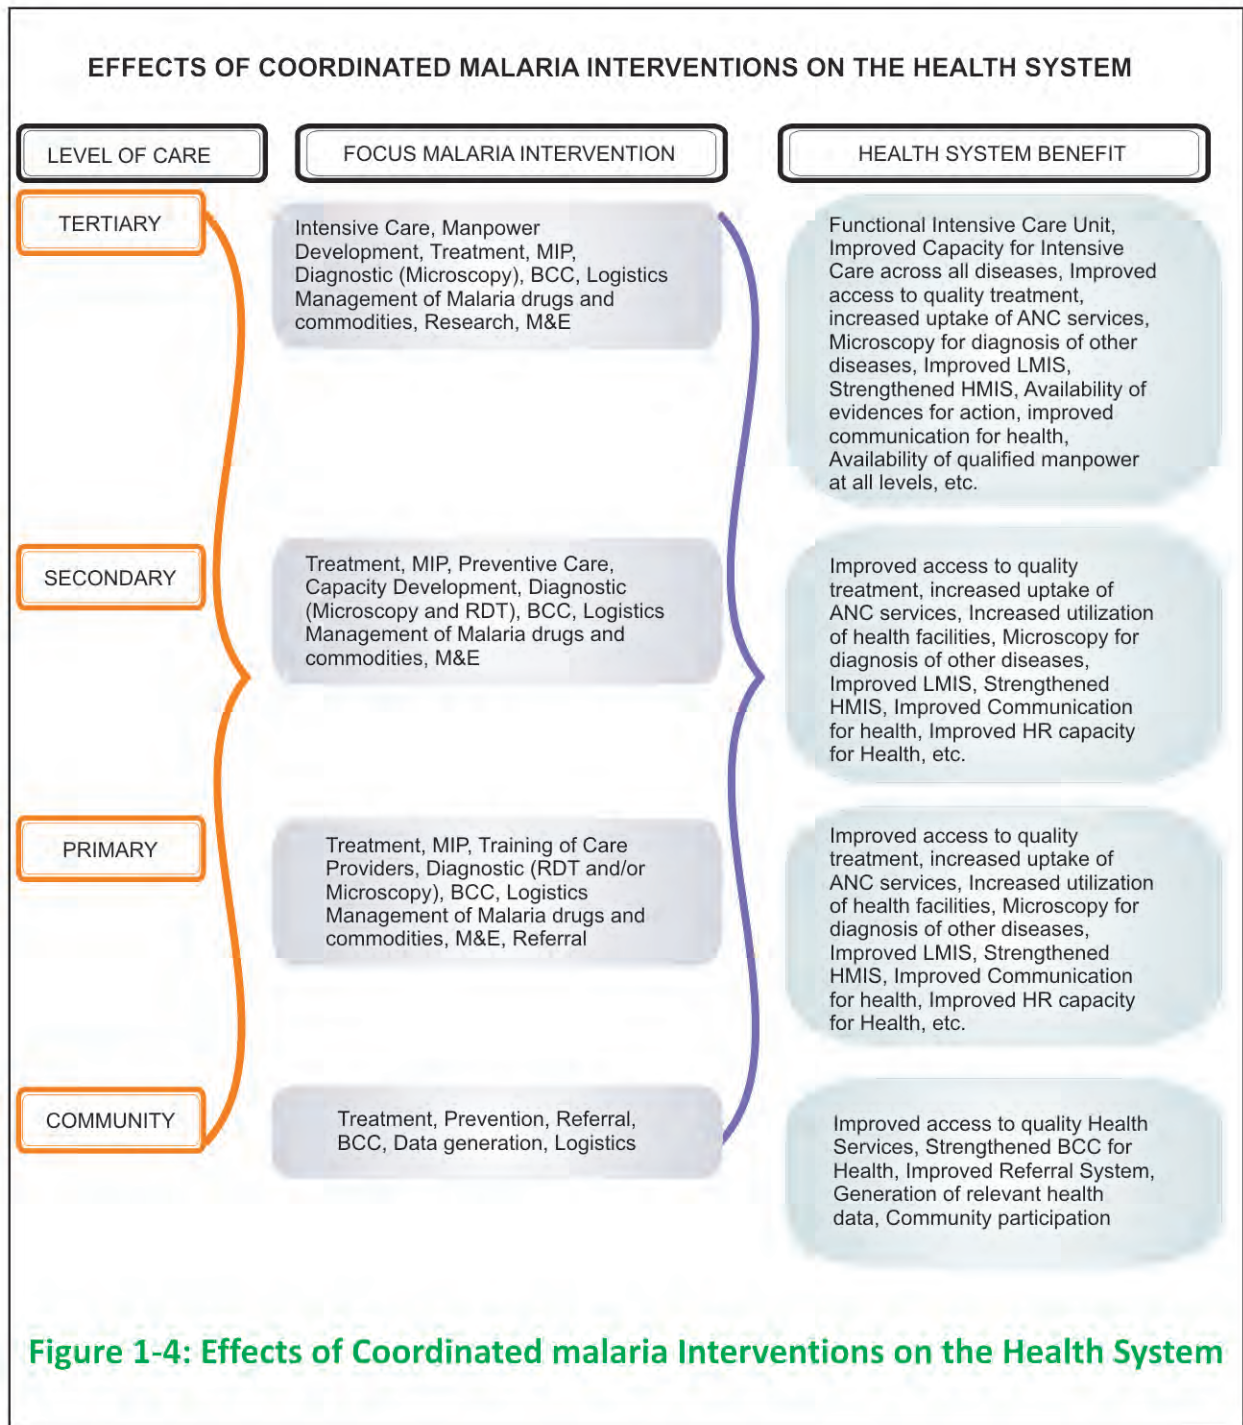 EFFECTS OF COORDINATED MALARIA INTERVENTIONS ON THE HEALTH SYSTEM
LEVEL OF CARE
FOCUS MALARIA INTERVENTION
HEALTH SYSTEM BENEFIT
TERTIARY
Intensive Care, Manpower
Development, Treatment, MIP,
Diagnostic (Microscopy), BCC, Logistics
Management of Malaria drugs and
commodities, Research, M&E
Functional Intensive Care Unit,
Improved Capacity for Intensive
Care across all diseases, Improved
access to quality treatment,
increased uptake of ANC services,
Microscopy for diagnosis of other
diseases, Improved LMIS,
Strengthened HMIS, Availability of
evidences for action, improved
communication for health,
Availability of qualified manpower
at all levels, etc.
SECONDARY
Treatment, MIP, Preventive Care,
Capacity Development, Diagnostic
(Microscopy and RDT), BCC, Logistics
Management of Malaria drugs and
commodities, M&E
Improved access to quality
treatment, increased uptake of
ANC services, Increased utilization
of health facilities, Microscopy for
diagnosis of other diseases,
Improved LMIS, Strengthened
HMIS, Improved Communication
for health, Improved HR capacity
for Health, etc.
PRIMARY
Treatment, MIP, Training of Care
Providers, Diagnostic (RDT and/or
Microscopy), BCC, Logistics
Management of Malaria drugs and
commodities, M&E, Referral
Improved access to quality
treatment, increased uptake of
ANC services, Increased utilization
of health facilities, Microscopy for
diagnosis of other diseases,
Improved LMIS, Strengthened
HMIS, Improved Communication
for health, Improved HR capacity
for Health, etc.
COMMUNITY
Treatment, Prevention, Referral,
BCC, Data generation, Logistics
Improved access to quality Health
Services, Strengthened BCC for
Health, Improved Referral System,
Generation of relevant health
data, Community participation
Figure 1-4: Effects of Coordinated malaria Interventions on the Health System